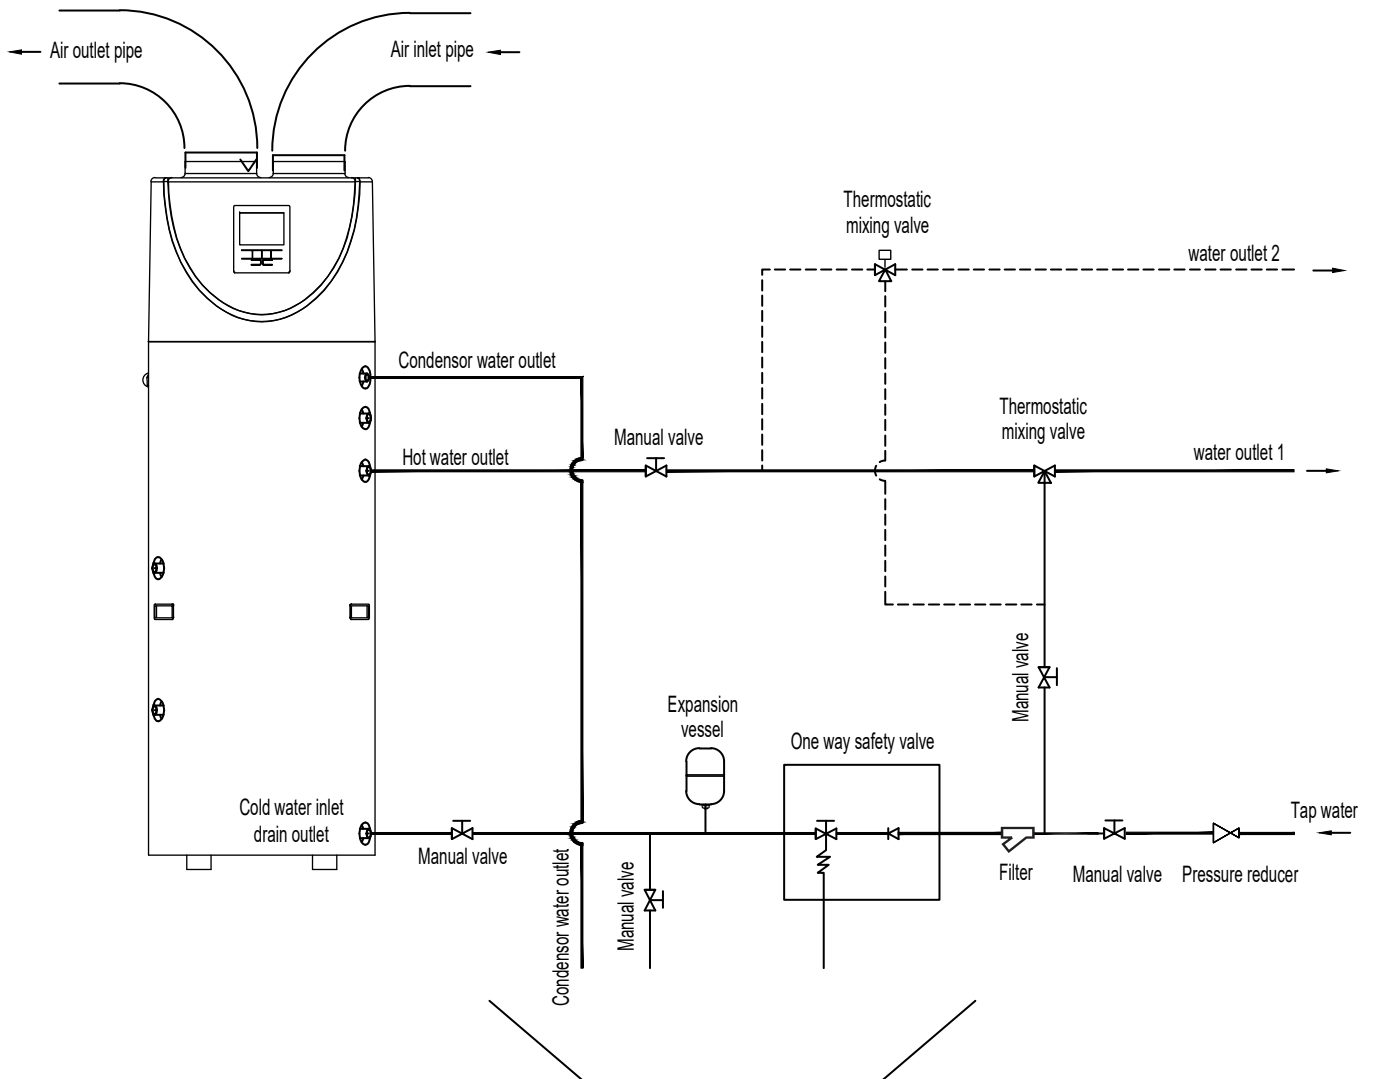 Air outlet pipe
Air inlet pipe
Thermostatic
mixing valve
water outlet 2
Condensor water outlet
Thermostatic
mixing valve
Manual valve
Hot water outlet
water outlet 1
Manual valve
Expansion
vessel
One way safety valve
Cold water inlet
drain outlet
Tap water
Manual valve
Condensor water outlet
Manual valve
Filter
Manual valve
Pressure reducer